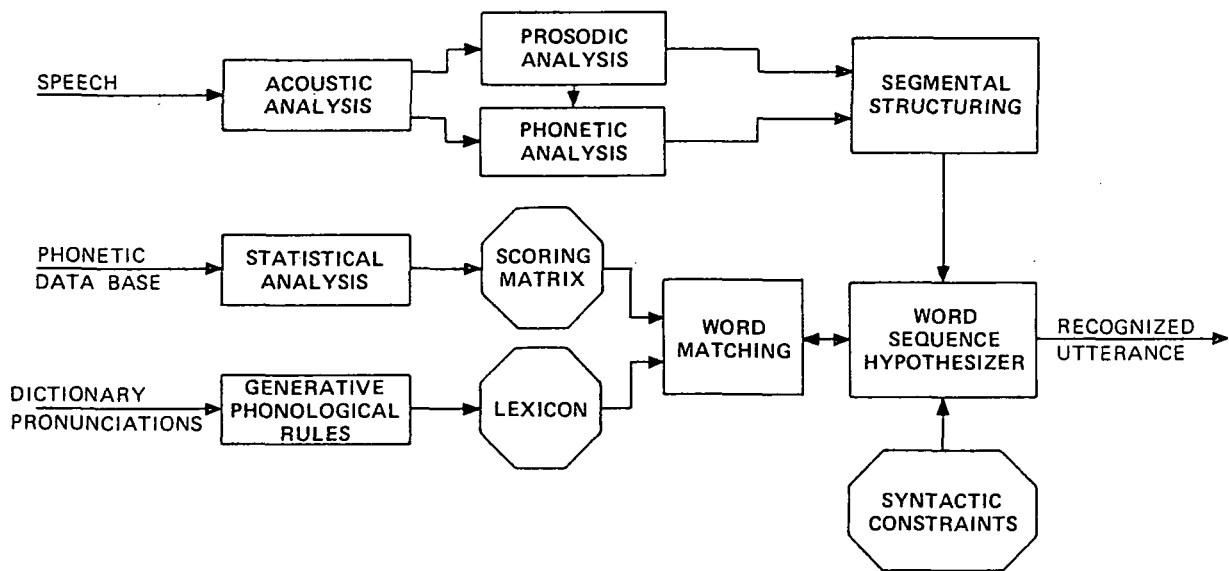 SPEECH
ACOUSTIC
ANALYSIS
PROSODIC
ANALYSIS
PHONETIC
ANALYSIS
SEGMENTAL
STRUCTURING
PHONETIC
DATA BASE
STATISTICAL
ANALYSIS
SCORING
MATRIX
WORD
MATCHING
WORD
SEQUENCE
HYPOTHESIZER
RECOGNIZED
UTTERANCE
DICTIONARY
PRONUNCIATIONS
GENERATIVE
PHONOLOGICAL
RULES
LEXICON
SYNTACTIC
CONSTRAINTS